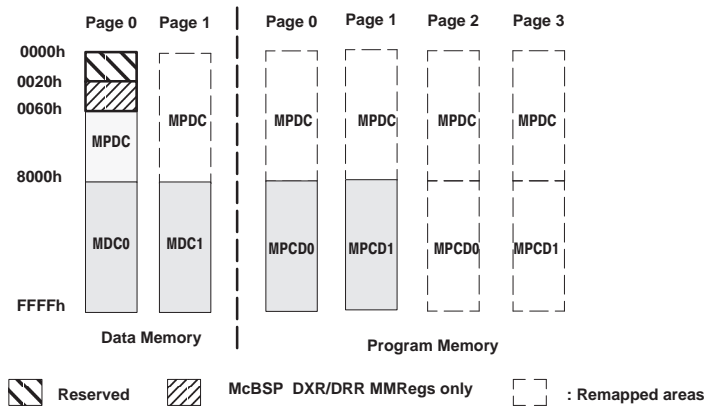 Page 0 Page 1 Page 0 Page 1 Page 2 Page 3
0000h
0020h
0060h
MPDC MPDC MPDC MPDC MPDC MPDC
8000h
MDC0 MDC1 MPCD0 MPCD1 MPCD0 MPCD1
FFFFh
Data Memory Program Memory
Reserved McBSP DXR/DRR MMRegs only : Remapped areas